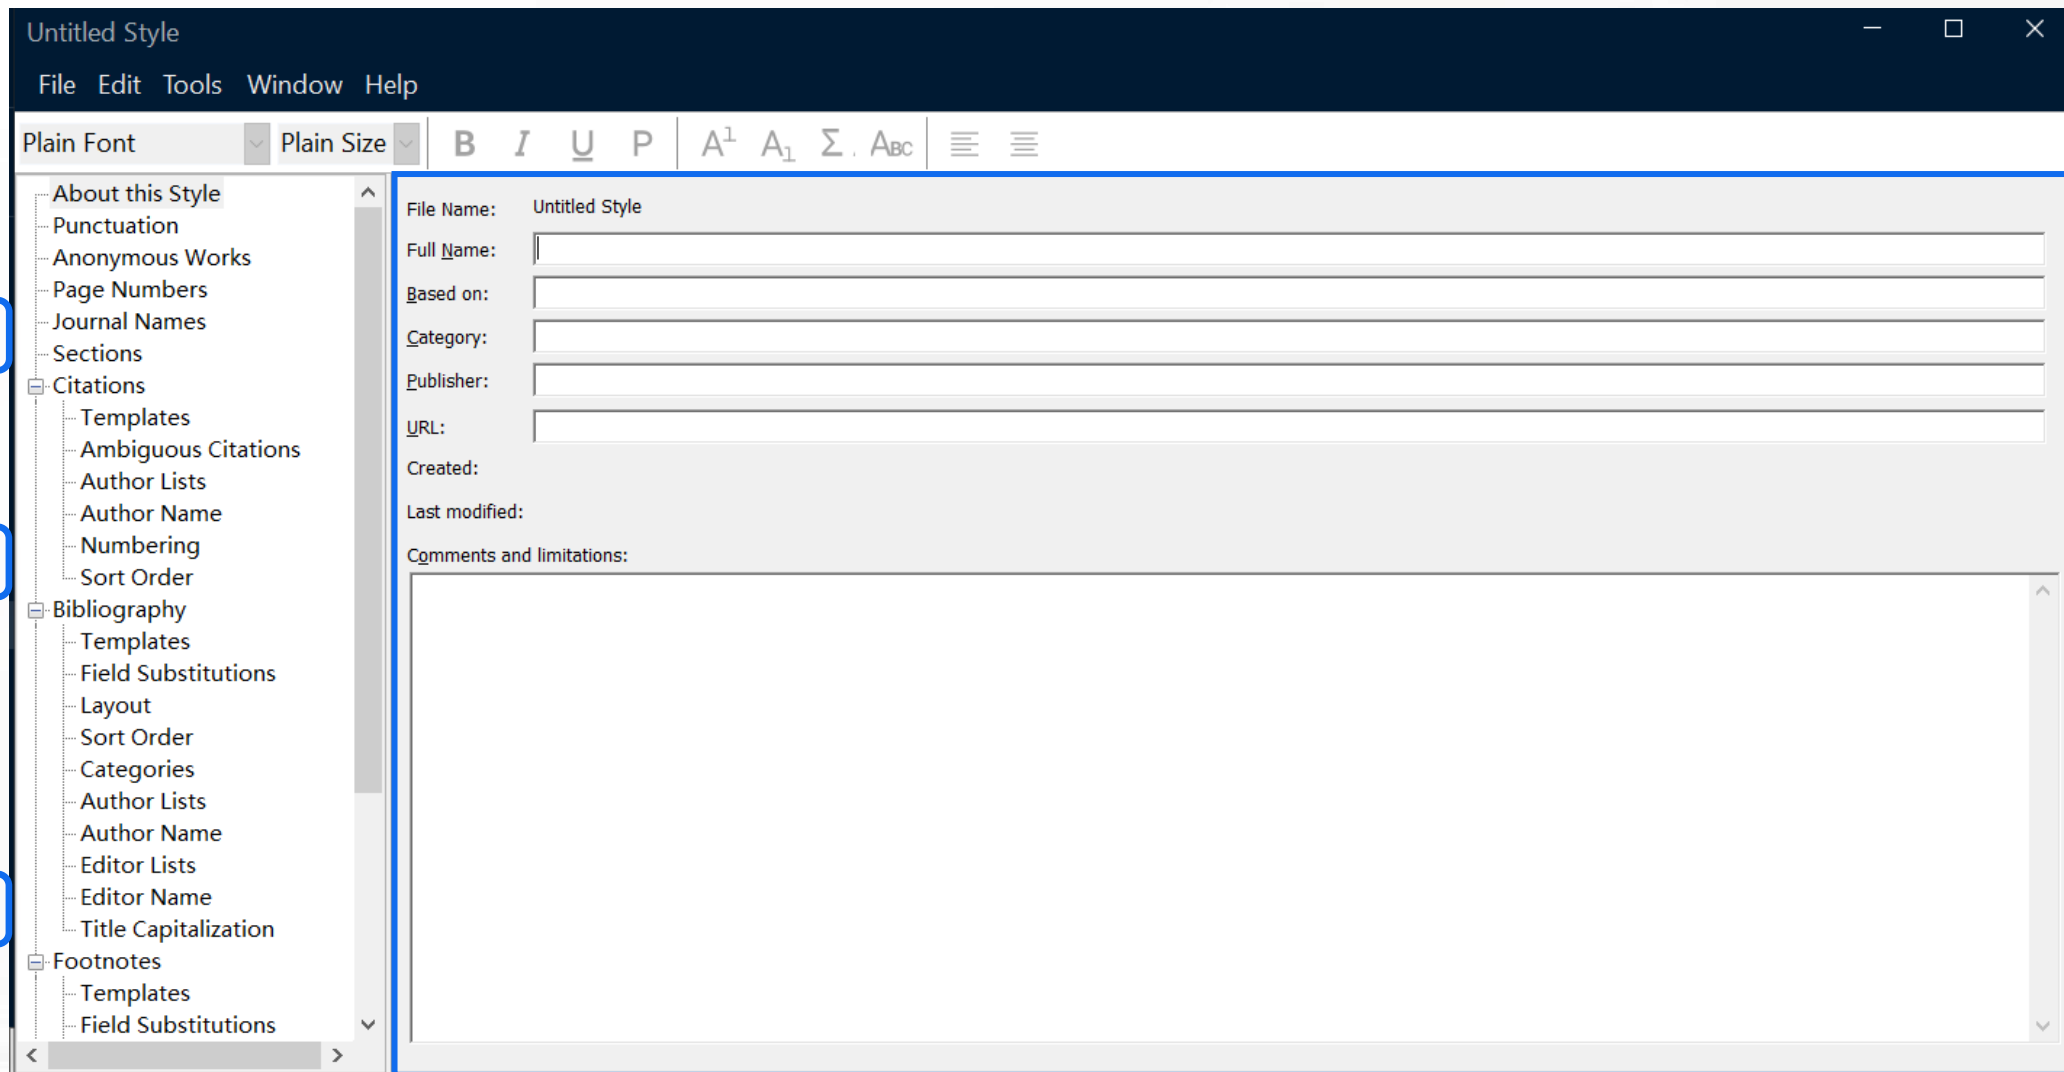 Untitled Style
File Edit Tools Window Help
Plain Font Plain Size B I U P A1 A1 Σ ABC
About this Style
Punctuation
Anonymous Works
Page Numbers
Journal Names
Sections
Citations
Templates
Ambiguous Citations
Author Lists
Author Name
Numbering
Sort Order
Bibliography
Templates
Field Substitutions
Layout
Sort Order
Categories
Author Lists
Author Name
Editor Lists
Editor Name
Title Capitalization
Footnotes
Templates
Field Substitutions
File Name: Untitled Style
Full Name:
Based on:
Category:
Publisher:
URL:
Created:
Last modified:
Comments and limitations: